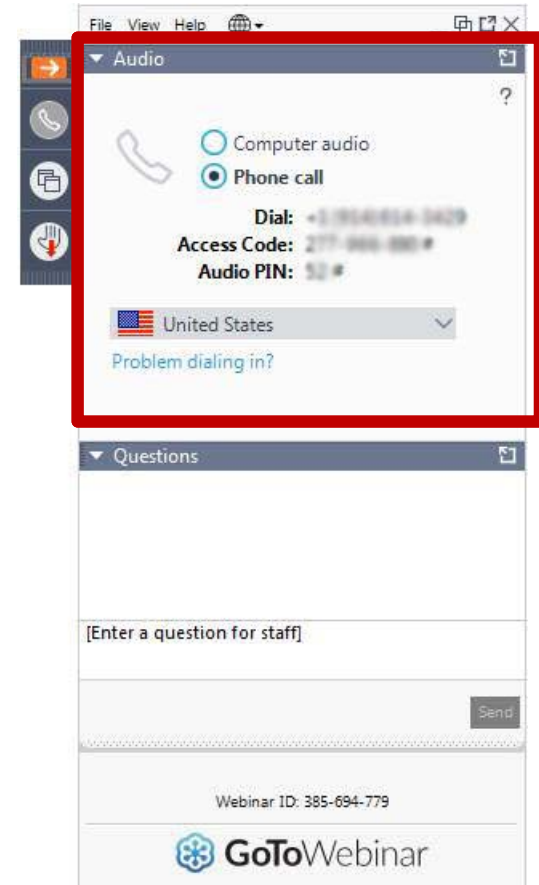 File View Help
Audio
?
Computer audio
Phone call
Dial:
Access Code:
Audio PIN:
United States
Problem dialing in?
Questions
[Enter a question for staff]
Send
Webinar ID: 385-694-779
GoToWebinar